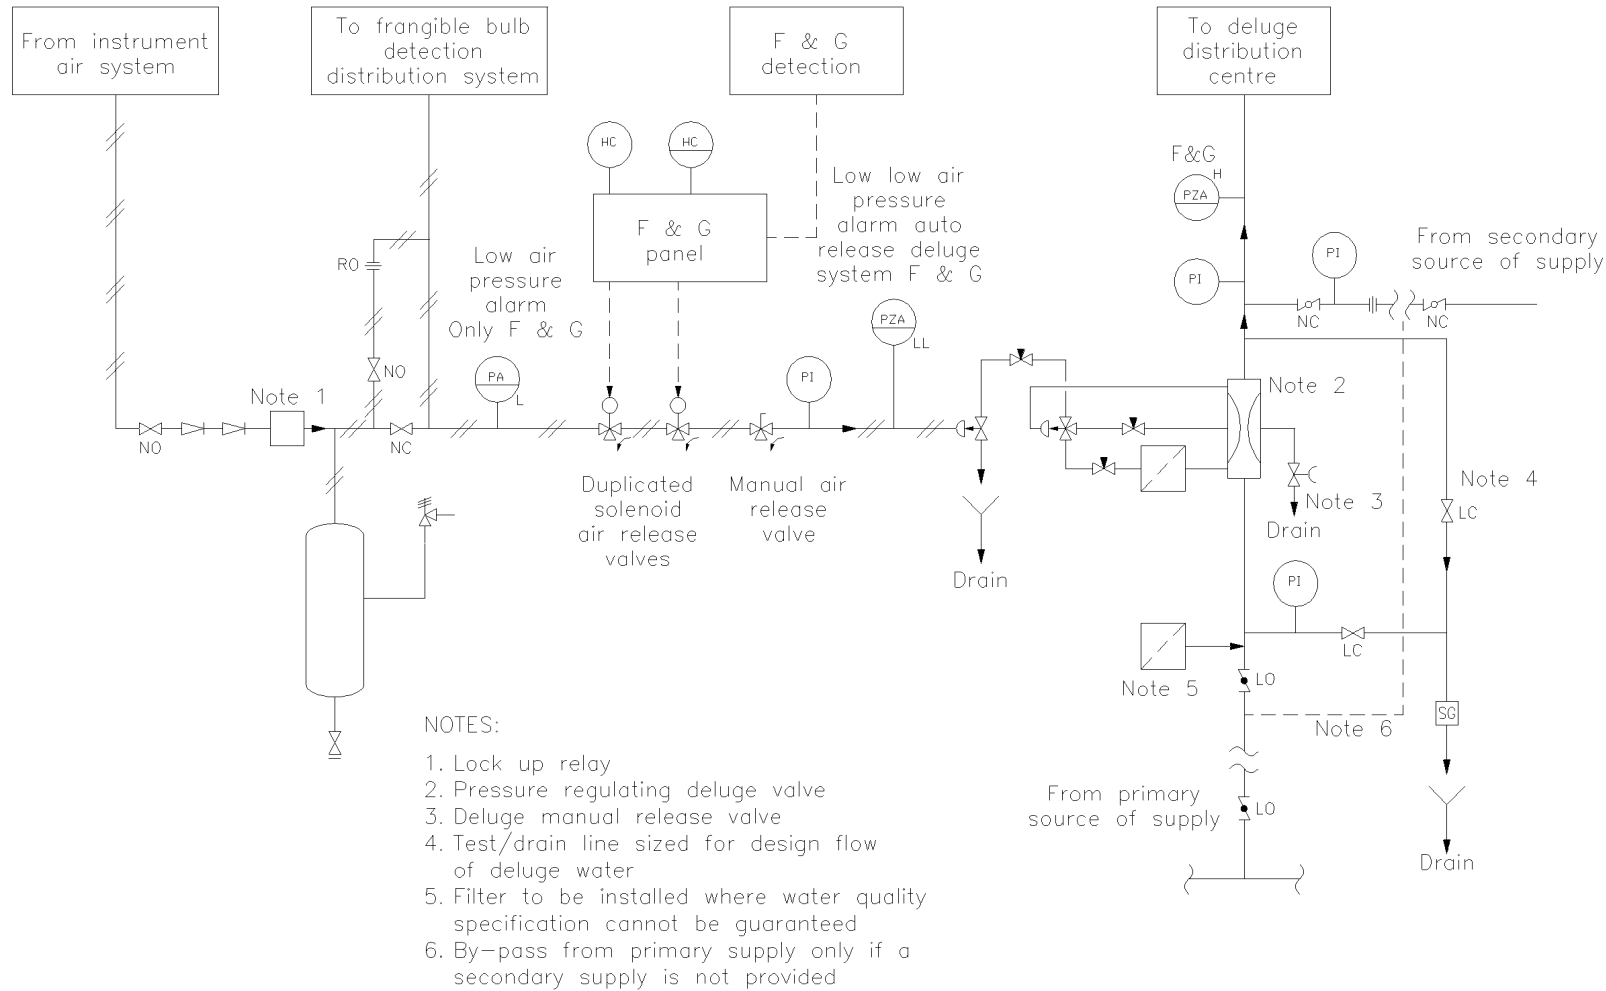 From instrument
air system
To frangible bulb
detection
distribution system
F & G
detection
To deluge
distribution
centre
HC
HC
F & G
panel
Low low air
pressure
alarm auto
release deluge
system F & G
F&G
H
PZA
PI
PI
From secondary
source of supply
NC
NC
RO
Low air
pressure
alarm
Only F & G
PZA
LL
NO
Note 1
PA
L
PI
Note 2
NO
NC
Duplicated
solenoid
air release
valves
Manual air
release
valve
Drain
Note 3
Drain
Note 4
LC
PI
LC
Note 5
LO
SG
Note 6
From primary
source of supply
LO
Drain
NOTES:
1. Lock up relay
2. Pressure regulating deluge valve
3. Deluge manual release valve
4. Test/drain line sized for design flow
of deluge water
5. Filter to be installed where water quality
specification cannot be guaranteed
6. By-pass from primary supply only if a
secondary supply is not provided